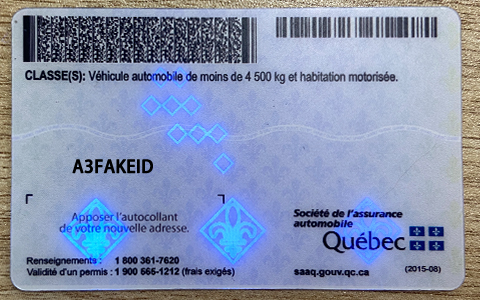 CLASSE(S): Véhicule automobile de moins de 4 500 kg et habitation motorisée.
A3FAKEID
Apposer l'autocollant
de votre nouvelle adresse.
Société de l'assurance
automobile
Québec
Renseignements : 1 800 361-7620
Validité d'un permis : 1 900 565-1212 (frais exigés)
saaq.gouv.qc.ca
(2015-08)